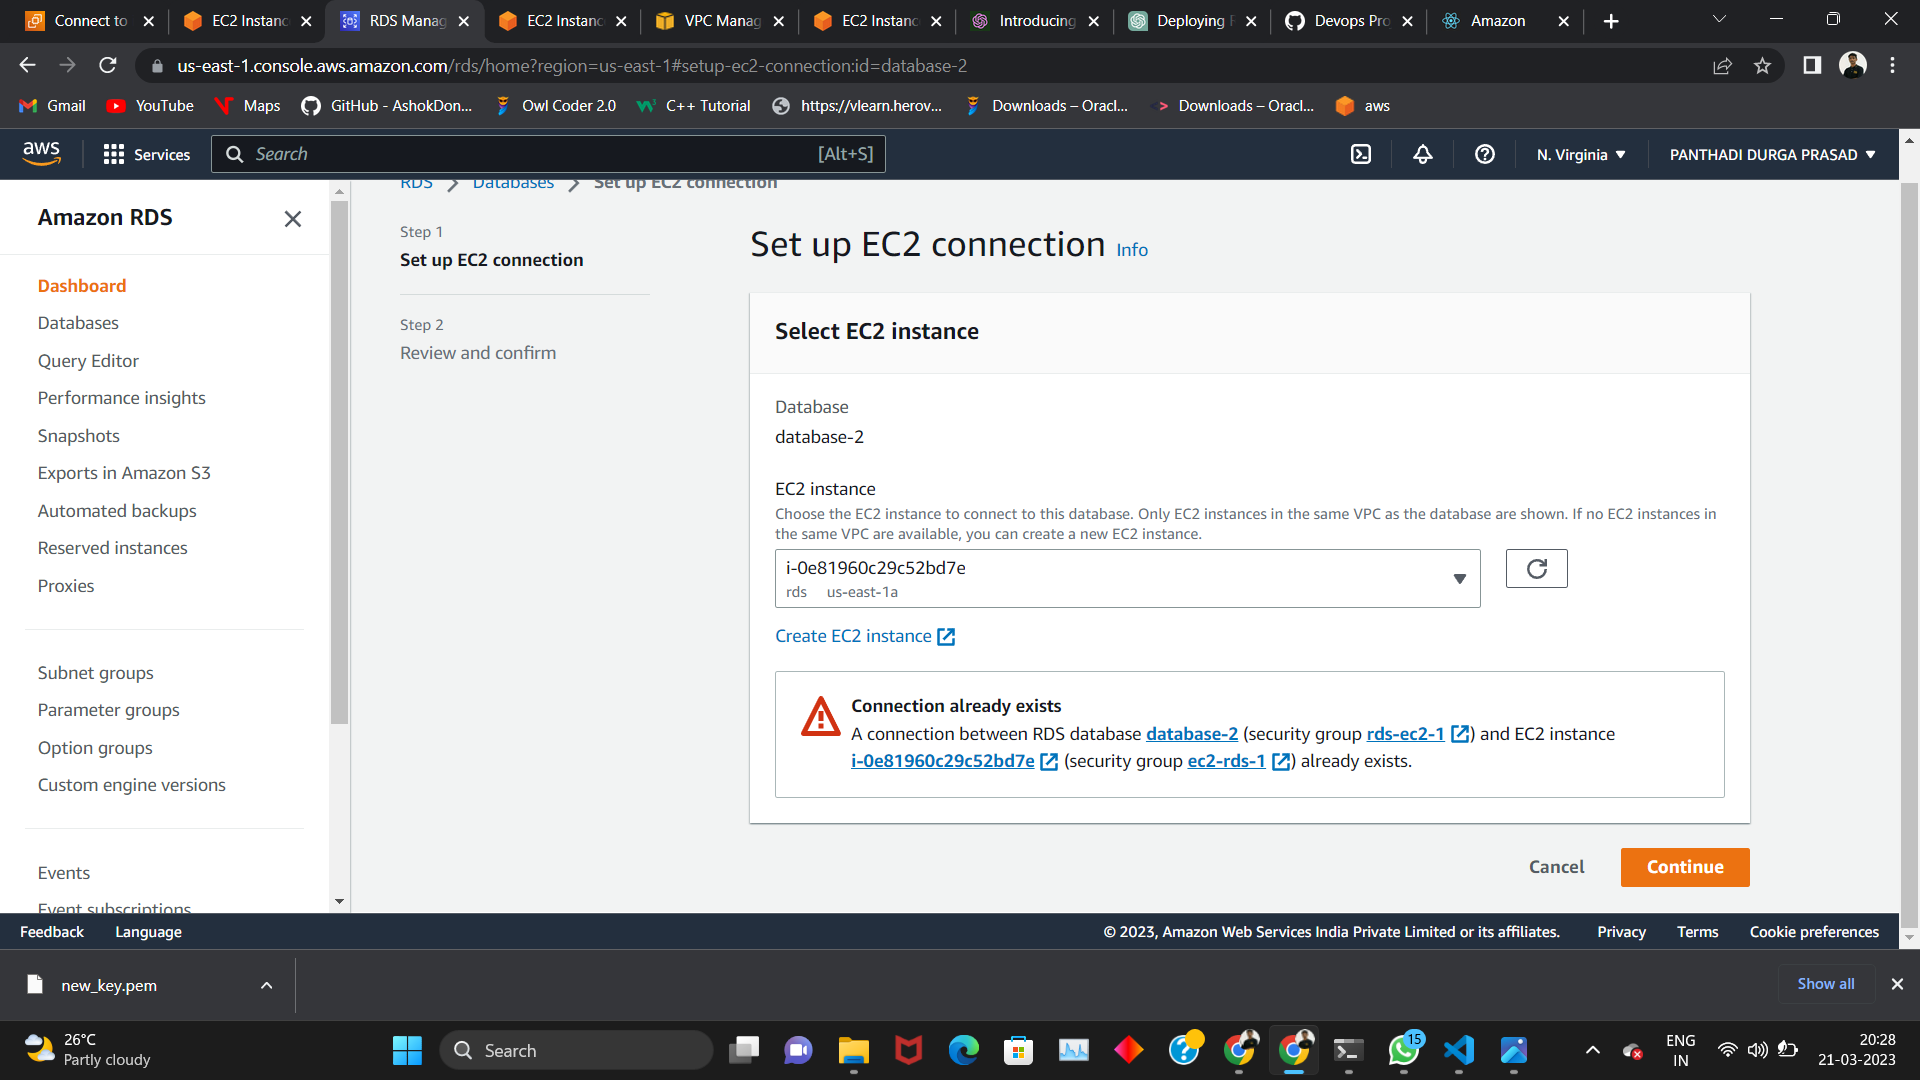 Connect to
EC2 Instanc
RDS Manag
EC2 Instanc
VPC Manag
EC2 Instanc
Introducing
Deploying
Devops Pro
Amazon
us-east-1.console.aws.amazon.com/rds/home?region=us-east-1#setup-ec2-connection:id=database-2
Gmail
YouTube
Maps
GitHub - AshokDon...
Owl Coder 2.0
C++ Tutorial
https://vlearn.herov...
Downloads – Oracl...
Downloads – Oracl...
aws
aws
Services
Search
[Alt+S]
N. Virginia
PANTHADI DURGA PRASAD
RDS
Databases
Set up EC2 connection
Amazon RDS
Dashboard
Databases
Query Editor
Performance insights
Snapshots
Exports in Amazon S3
Automated backups
Reserved instances
Proxies
Subnet groups
Parameter groups
Option groups
Custom engine versions
Events
Event subscriptions
Step 1
Set up EC2 connection
Step 2
Review and confirm
Set up EC2 connection Info
Select EC2 instance
Database
database-2
EC2 instance
Choose the EC2 instance to connect to this database. Only EC2 instances in the same VPC as the database are shown. If no EC2 instances in
the same VPC are available, you can create a new EC2 instance.
i-0e81960c29c52bd7e
rds us-east-1a
Create EC2 instance
Connection already exists
A connection between RDS database database-2 (security group rds-ec2-1 ) and EC2 instance
i-0e81960c29c52bd7e (security group ec2-rds-1 ) already exists.
Cancel
Continue
Feedback
Language
© 2023, Amazon Web Services India Private Limited or its affiliates.
Privacy
Terms
Cookie preferences
new_key.pem
Show all
26°C
Partly cloudy
Search
15
ENG
IN
20:28
21-03-2023